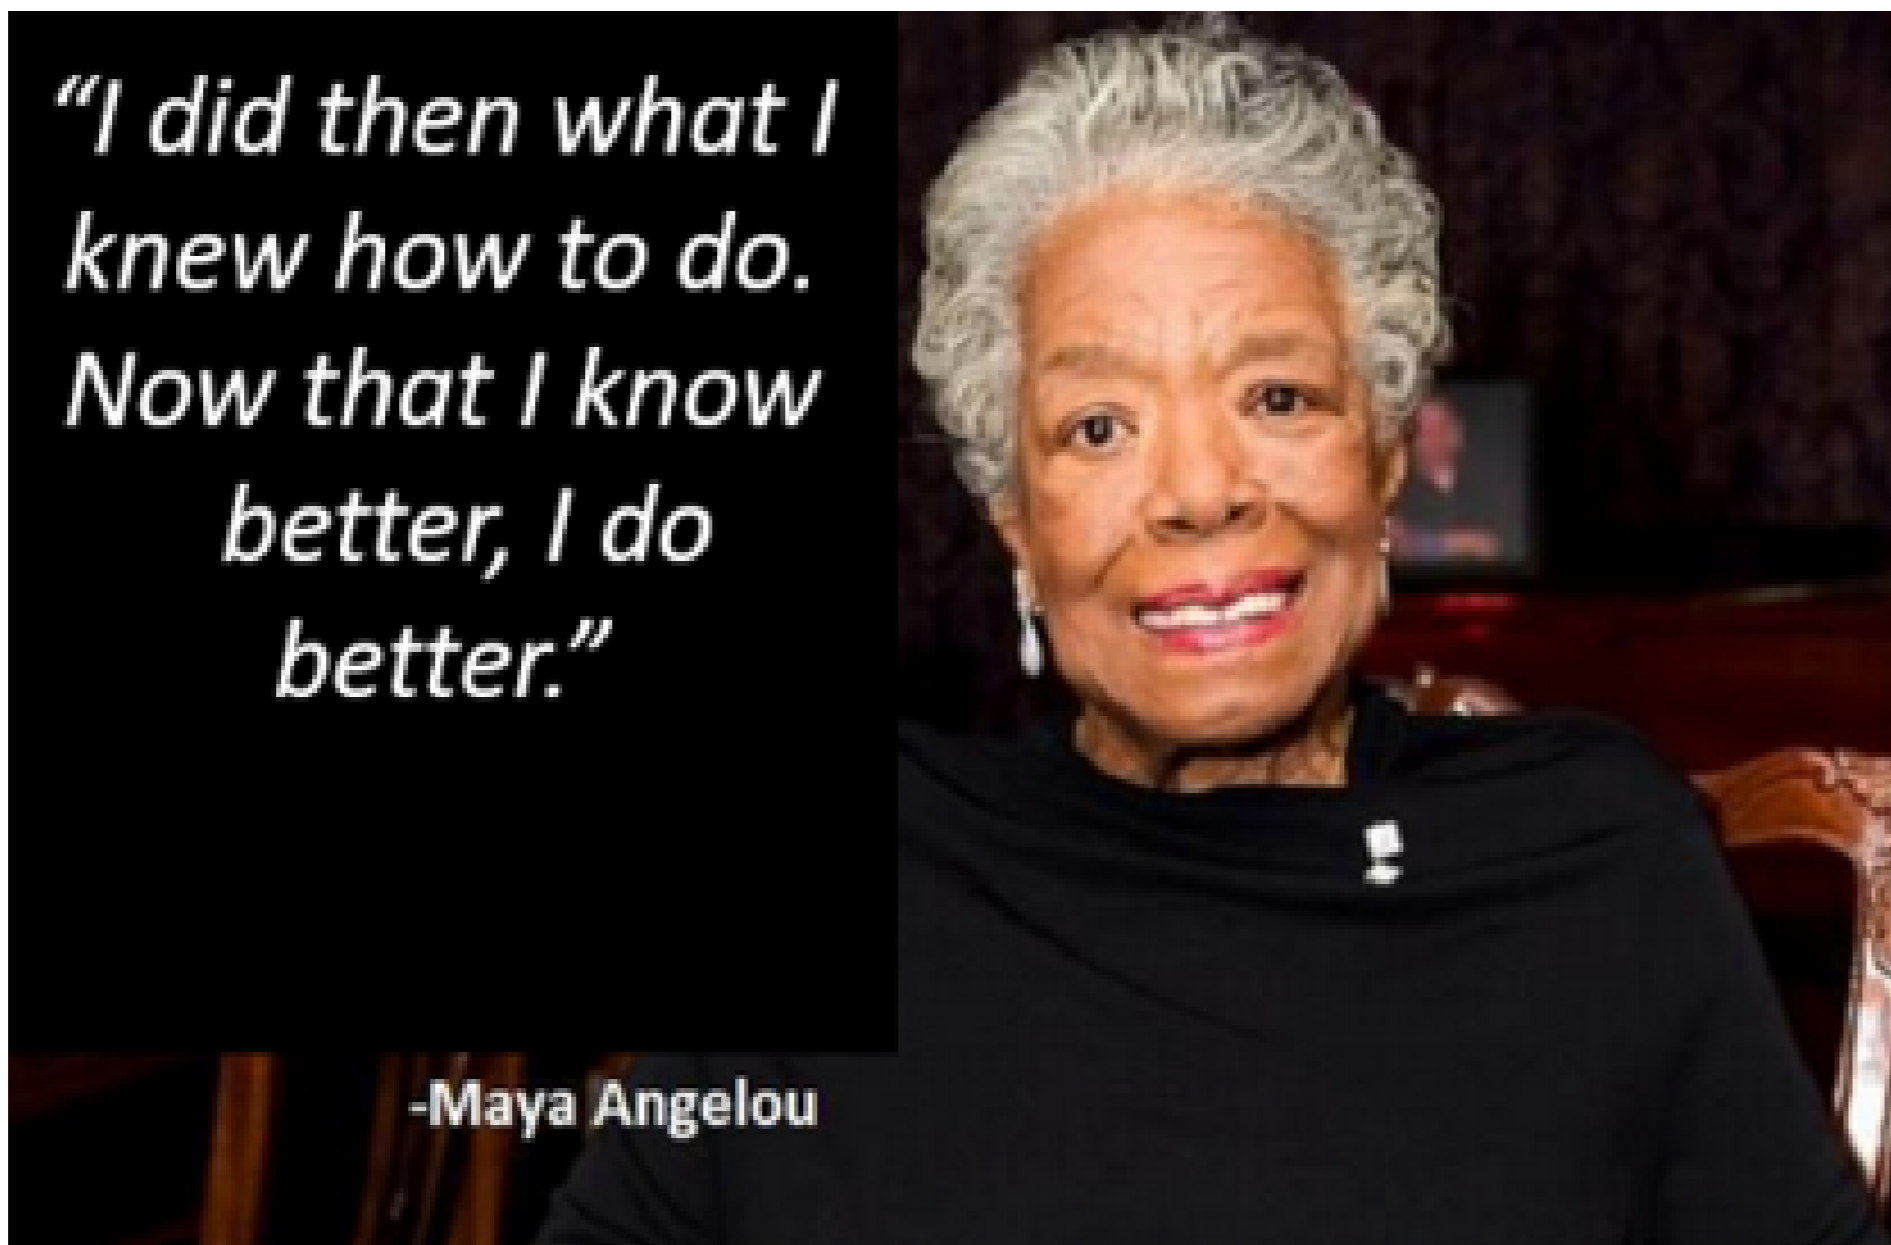 “I did then what I
knew how to do.
Now that I know
better, I do
better.”
-Maya Angelou